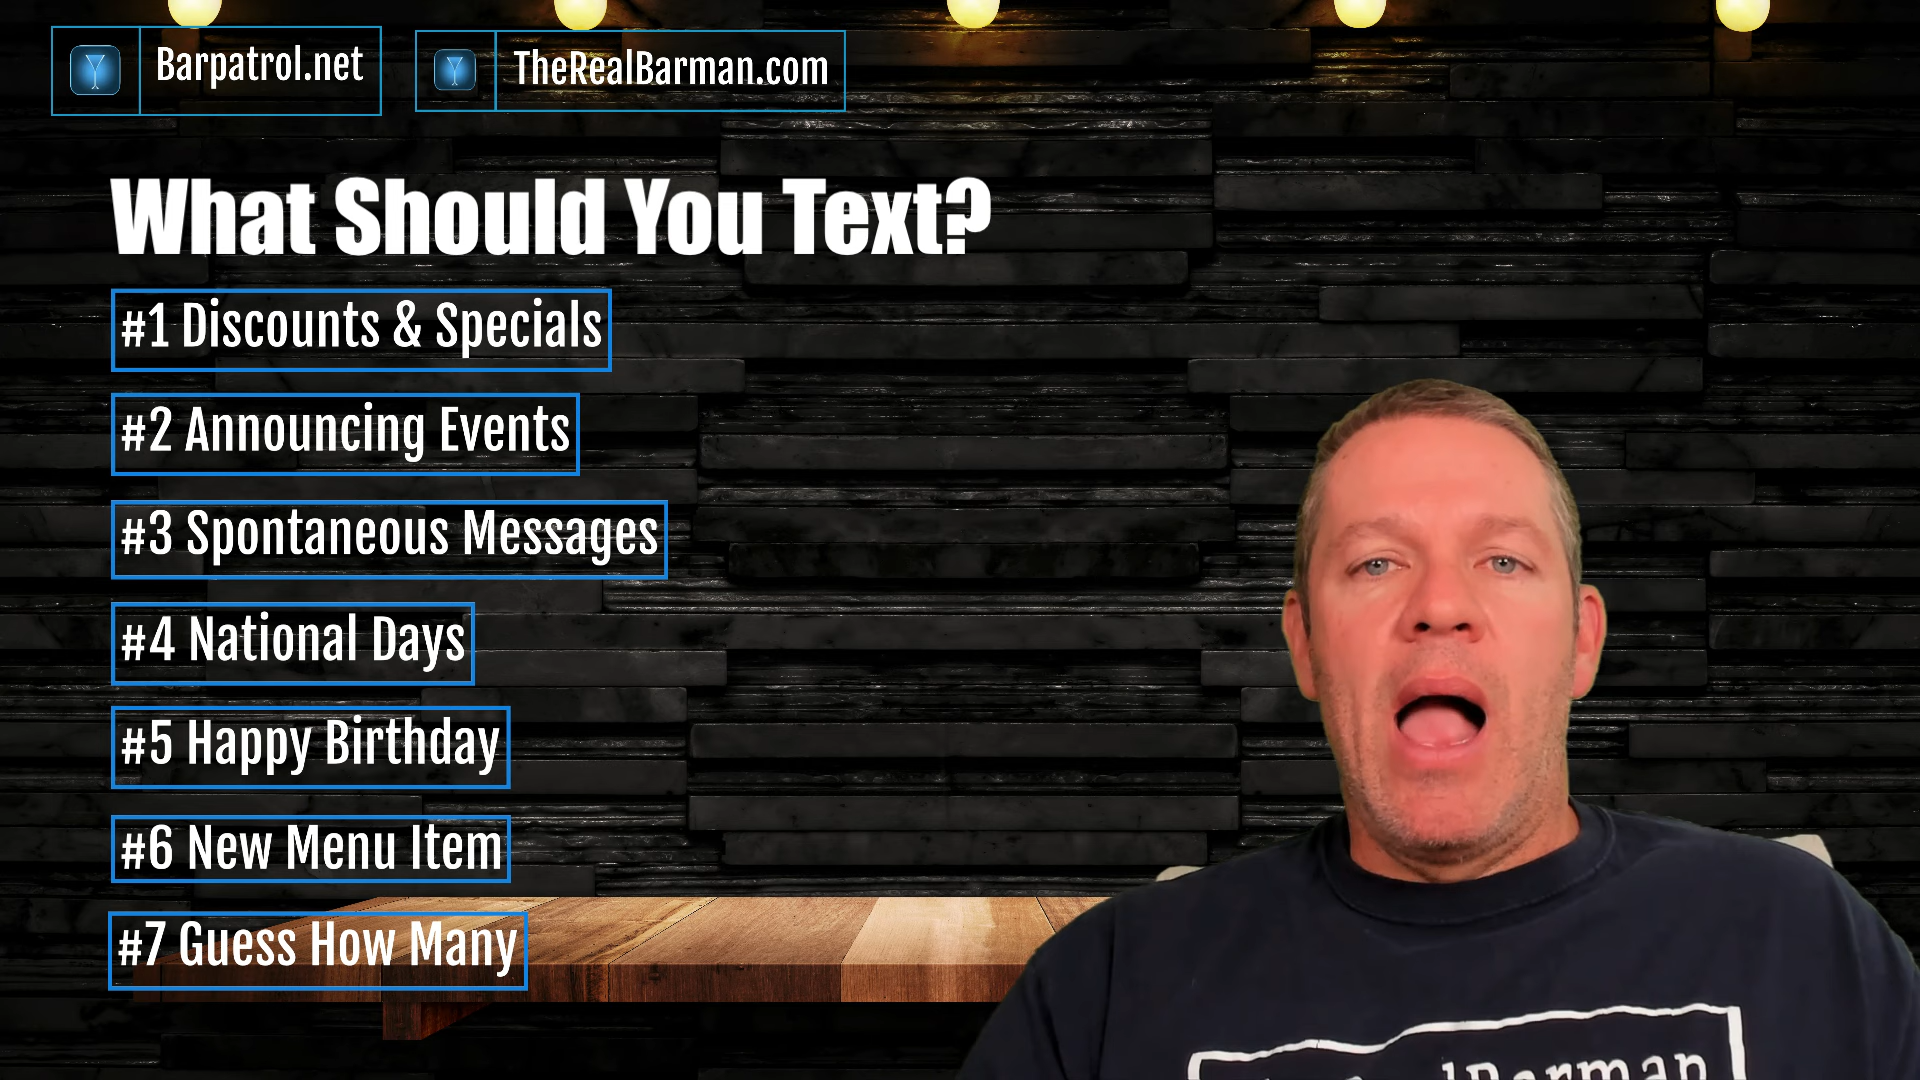 Barpatrol.net
TheRealBarman.com
What Should You Text?
#1 Discounts & Specials
#2 Announcing Events
#3 Spontaneous Messages
#4 National Days
#5 Happy Birthday
#6 New Menu Item
#7 Guess How Many